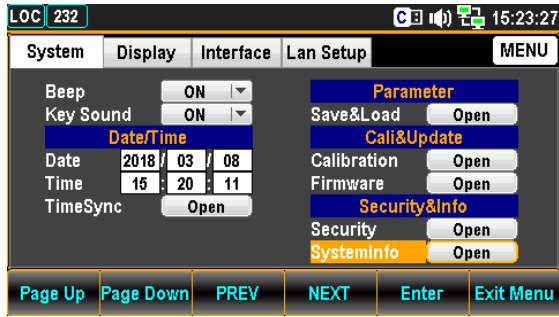 LOC 232 C 15:23:27
System Display Interface Lan Setup MENU
Beep ON
Key Sound ON
Date/Time
Date 2018 / 03 / 08
Time 15 : 20 : 11
TimeSync Open
Parameter
Save&Load Open
Cali&Update
Calibration Open
Firmware Open
Security&Info
Security Open
SystemInfo Open
Page Up Page Down PREV NEXT Enter Exit Menu